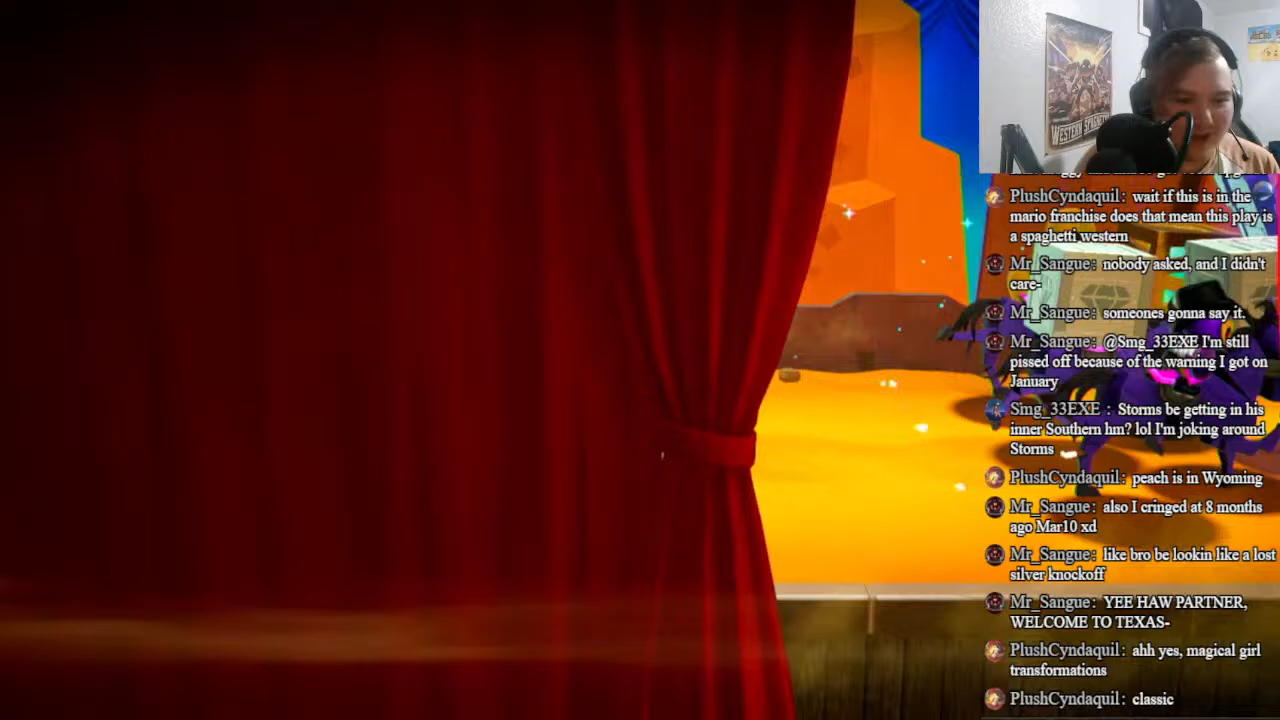 WESTERN SPAGHETTI
PlushCyndaquil: wait if this is in the
mario franchise does that mean this play is
a spaghetti western
Mr_Sangue: nobody asked, and I didn't
care-
Mr_Sangue: someones gonna say it.
Mr_Sangue: @Smg_33EXE I'm still
pissed off because of the warning I got on
January
Smg_33EXE : Storms be getting in his
inner Southern hm? lol I'm joking around
Storms
PlushCyndaquil: peach is in Wyoming
Mr_Sangue: also I cringed at 8 months
ago Mar10 xd
Mr_Sangue: like bro be lookin like a lost
silver knockoff
Mr_Sangue: YEE HAW PARTNER,
WELCOME TO TEXAS-
PlushCyndaquil: ahh yes, magical girl
transformations
PlushCyndaquil: classic